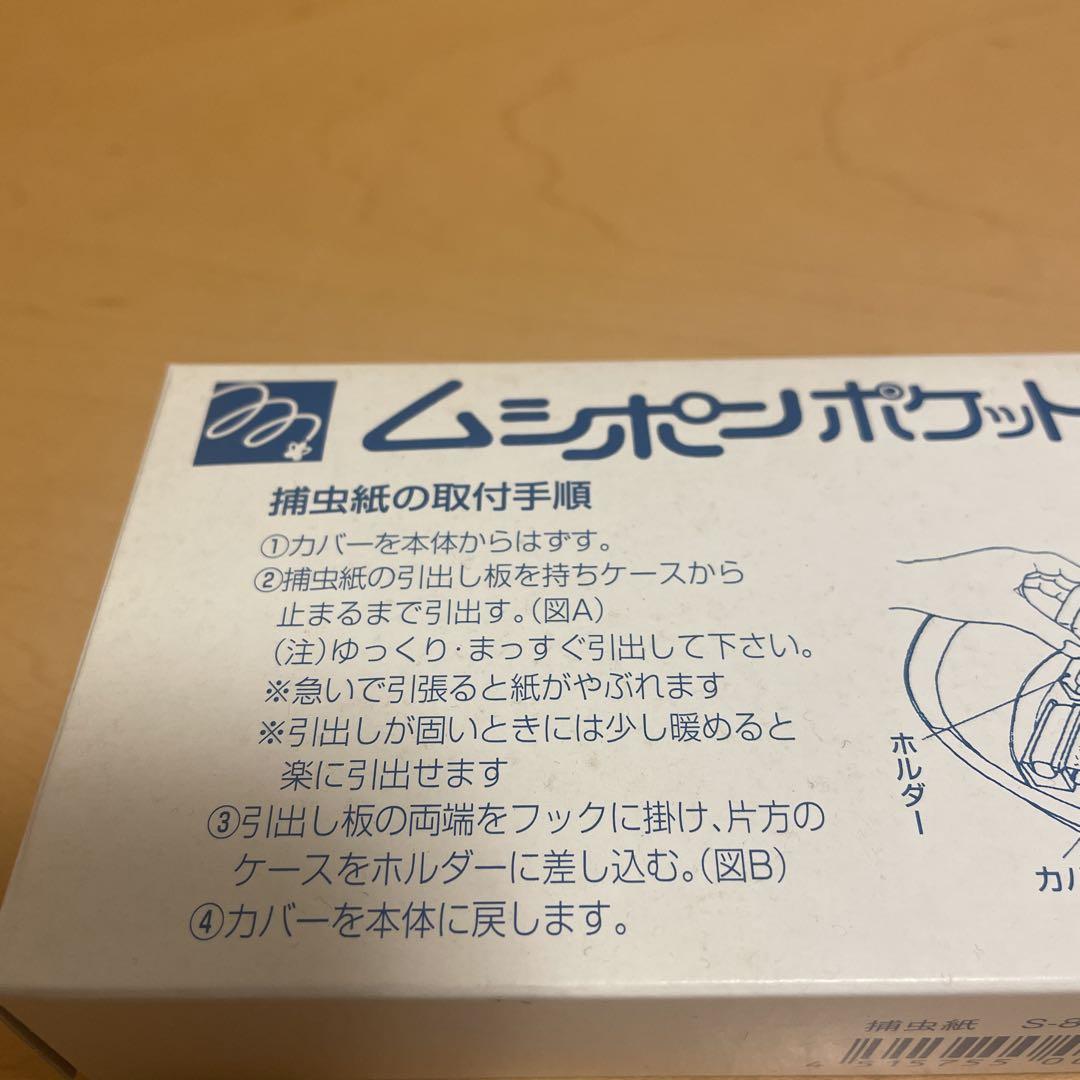 ムシポンポケット
捕虫紙の取付手順
①カバーを本体からはずす。
②捕虫紙の引出し板を持ちケースから
止まるまで引出す。(図A)
(注)ゆっくり・まっすぐ引出して下さい。
※急いで引張ると紙がやぶれます
※引出しが固いときには少し暖めると
楽に引出せます
③引出し板の両端をフックに掛け、片方の
ケースをホルダーに差し込む。(図B)
④カバーを本体に戻します。
ホルダー
カバ
捕虫紙 S-8
4 515755 00